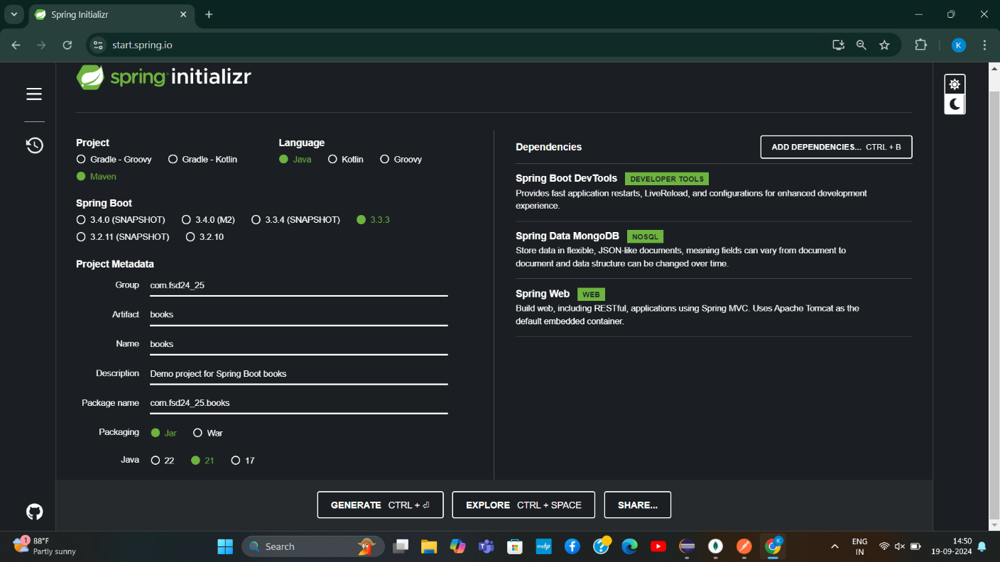 Spring Initializr
start.spring.io
K
spring initializr
Project
Gradle - Groovy Gradle - Kotlin
Maven
Language
Java Kotlin Groovy
Spring Boot
3.4.0 (SNAPSHOT) 3.4.0 (M2) 3.3.4 (SNAPSHOT) 3.3.3
3.2.11 (SNAPSHOT) 3.2.10
Project Metadata
Group com.fsd24_25
Artifact books
Name books
Description Demo project for Spring Boot books
Package name com.fsd24_25.books
Packaging Jar War
Java 22 21 17
Dependencies ADD DEPENDENCIES... CTRL + B
Spring Boot DevTools DEVELOPER TOOLS
Provides fast application restarts, LiveReload, and configurations for enhanced development
experience.
Spring Data MongoDB NOSQL
Store data in flexible, JSON-like documents, meaning fields can vary from document to
document and data structure can be changed over time.
Spring Web WEB
Build web, including RESTful, applications using Spring MVC. Uses Apache Tomcat as the
default embedded container.
GENERATE CTRL + ⏎ EXPLORE CTRL + SPACE SHARE...
1
88°F
Partly sunny
Search
myhp
K
ENG
IN
14:50
19-09-2024